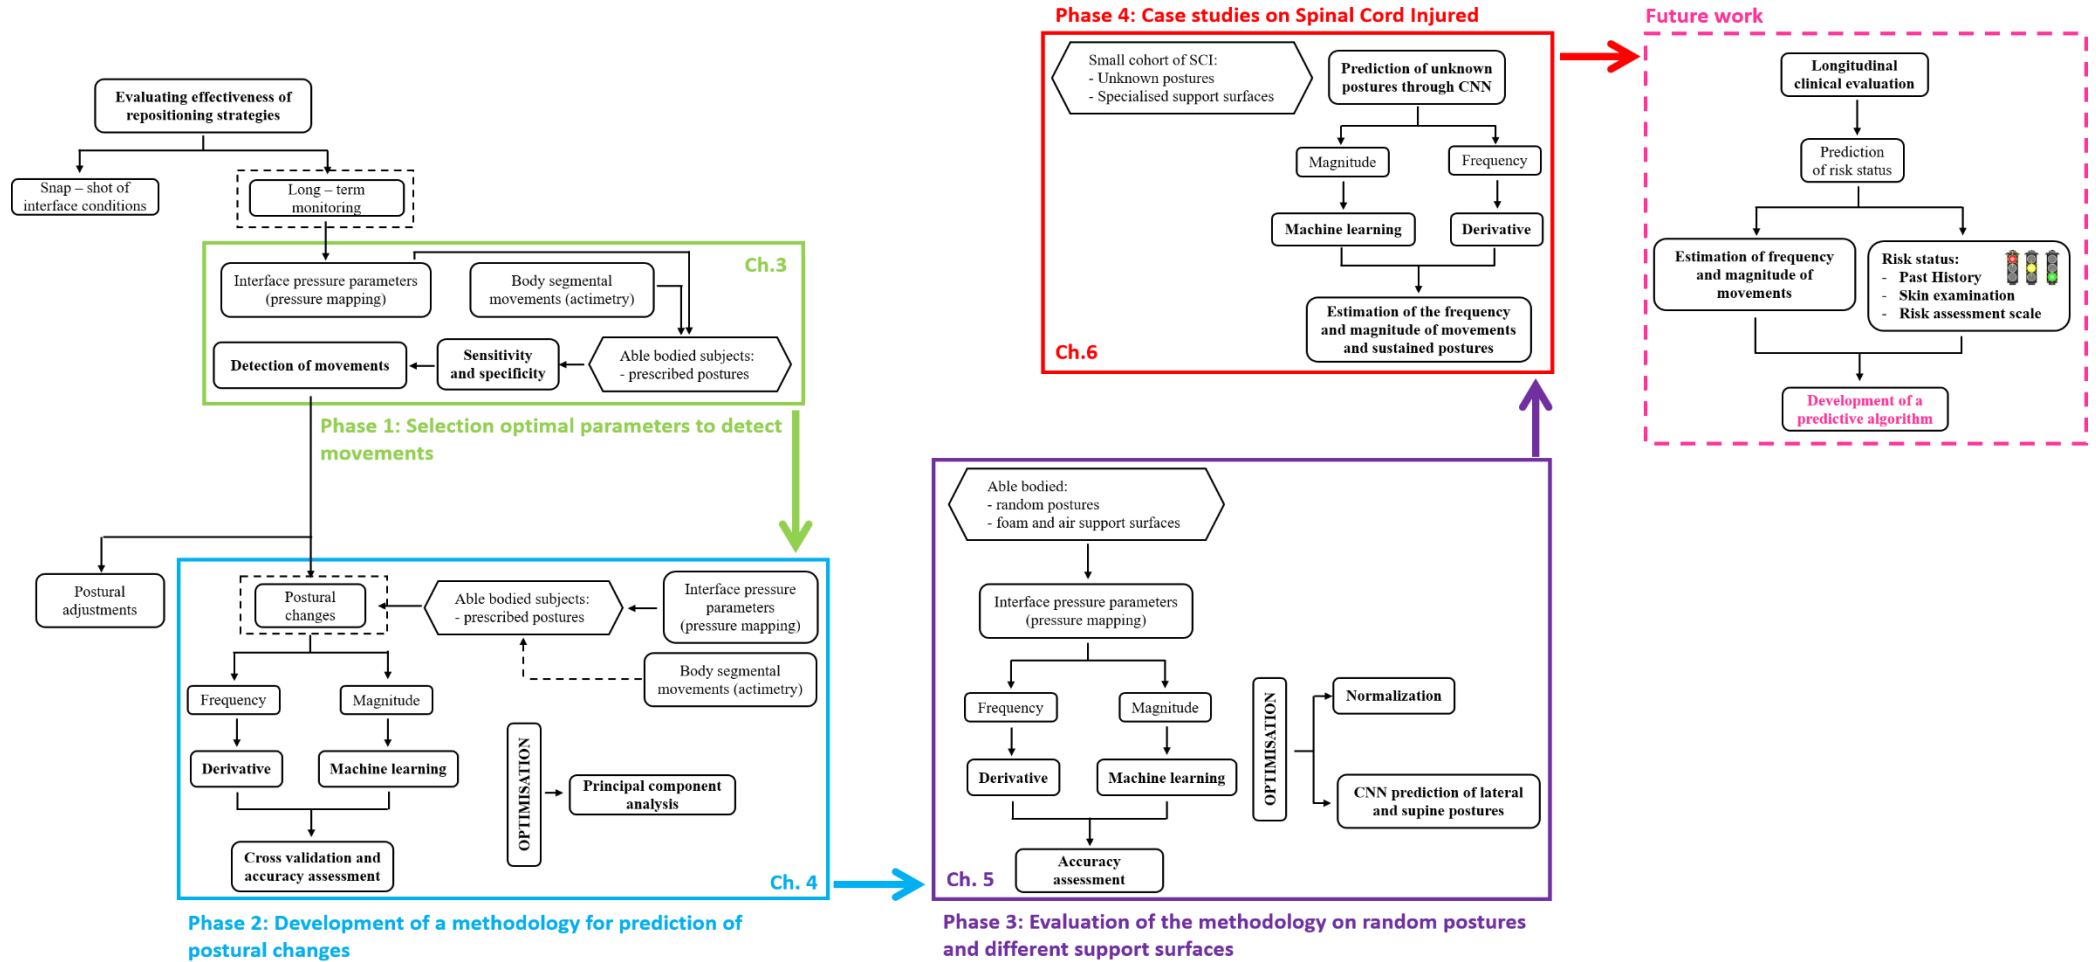 Evaluating effectiveness of
repositioning strategies
Snap – shot of
interface conditions
Long – term
monitoring
Ch.3
Interface pressure parameters
(pressure mapping)
Body segmental
movements (actimetry)
Able bodied subjects:
- prescribed postures
Sensitivity
and specificity
Detection of movements
Phase 1: Selection optimal parameters to detect
movements
Postural
adjustments
Postural
changes
Able bodied subjects:
- prescribed postures
Interface pressure
parameters
(pressure mapping)
Body segmental
movements (actimetry)
Frequency
Magnitude
Derivative
Machine learning
Cross validation and
accuracy assessment
OPTIMISATION
Principal component
analysis
Ch. 4
Phase 2: Development of a methodology for prediction of
postural changes
Able bodied:
- random postures
- foam and air support surfaces
Interface pressure parameters
(pressure mapping)
Frequency
Magnitude
Derivative
Machine learning
Accuracy
assessment
OPTIMISATION
Normalization
CNN prediction of lateral
and supine postures
Ch. 5
Phase 3: Evaluation of the methodology on random postures
and different support surfaces
Phase 4: Case studies on Spinal Cord Injured
Small cohort of SCI:
- Unknown postures
- Specialised support surfaces
Prediction of unknown
postures through CNN
Magnitude
Frequency
Machine learning
Derivative
Estimation of the frequency
and magnitude of movements
and sustained postures
Ch.6
Future work
Longitudinal
clinical evaluation
Prediction
of risk status
Estimation of frequency
and magnitude of
movements
Risk status:
- Past History
- Skin examination
- Risk assessment scale
Development of a
predictive algorithm